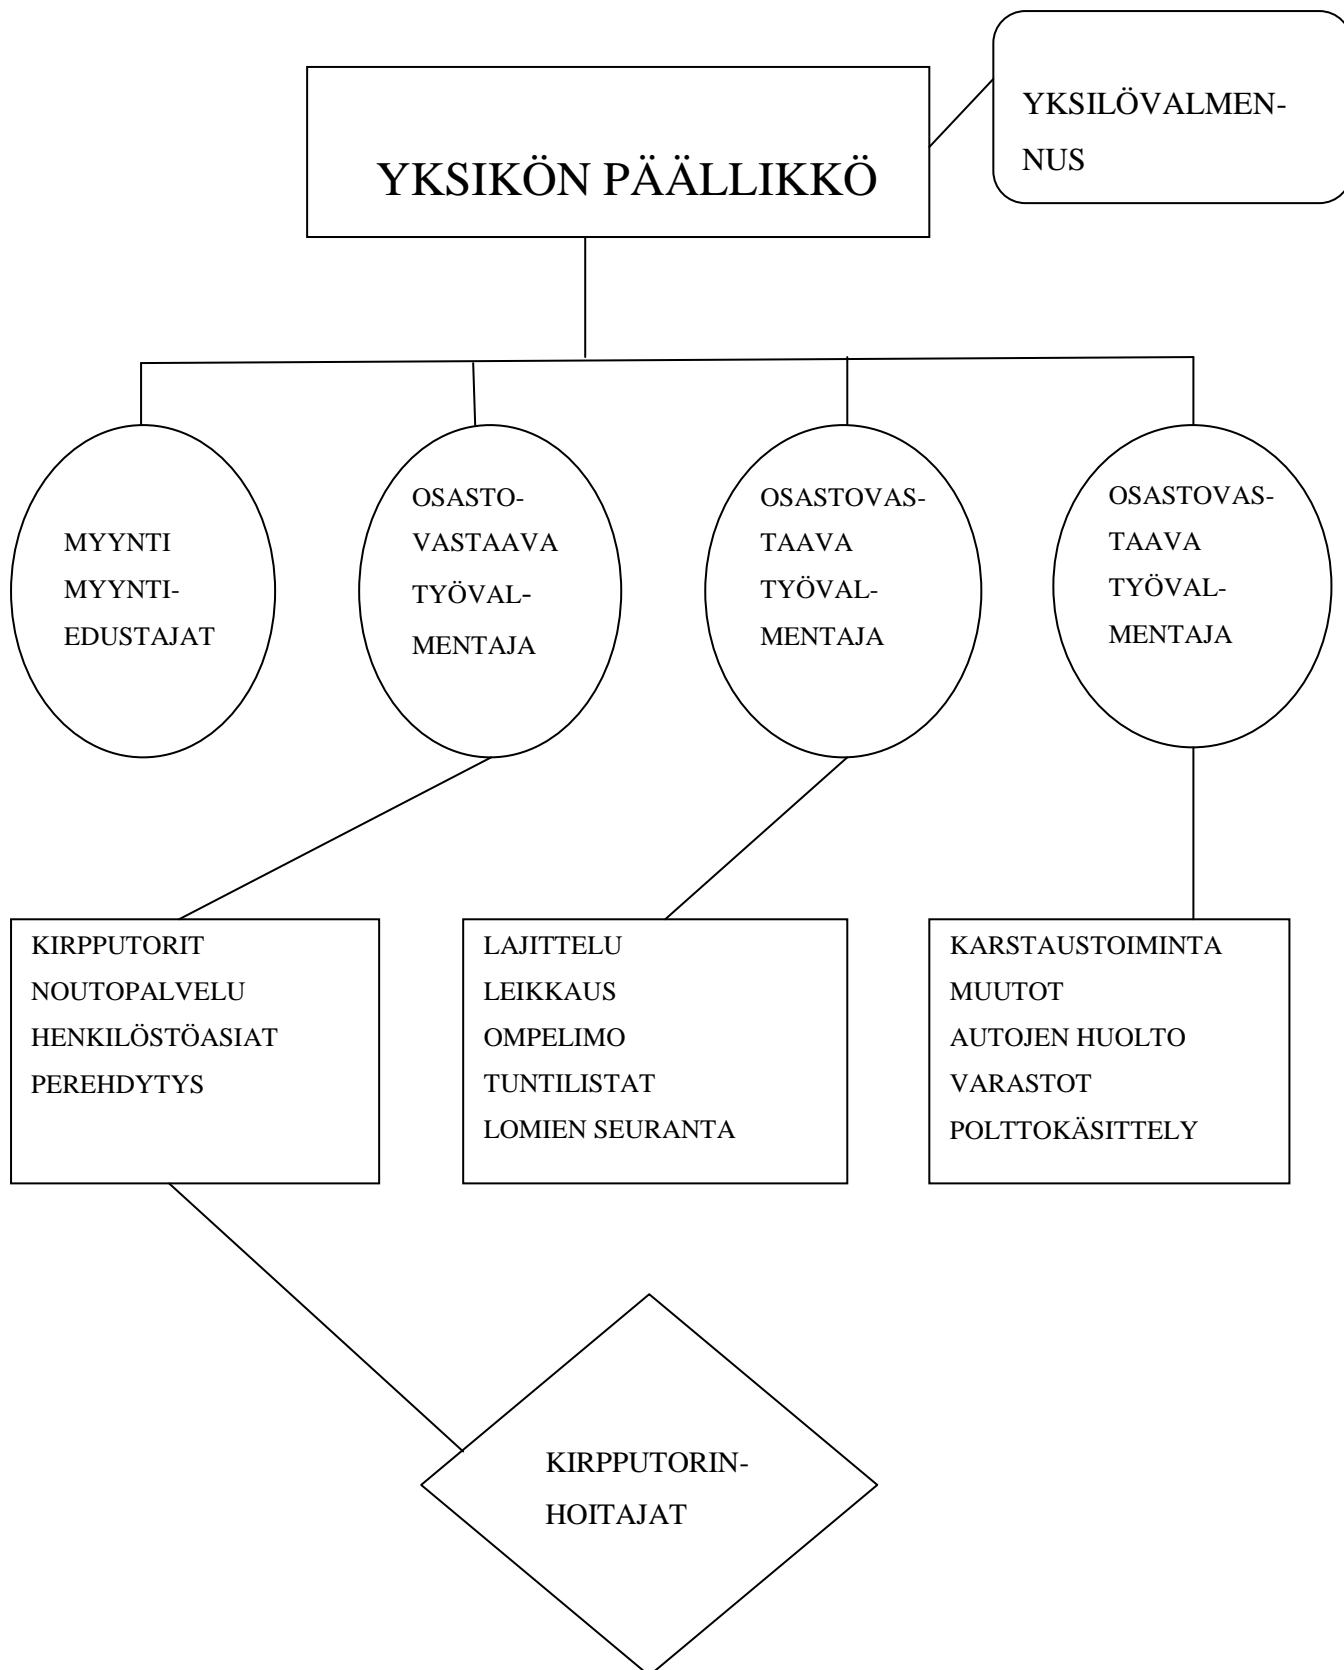 YKSILÖVALMEN-
NUS
YKSIKÖN PÄÄLLIKKÖ
MYYNTI
MYYNTI-
EDUSTAJAT
OSASTO-
VASTAAVA
TYÖVAL-
MENTAJA
OSASTOVAS-
TAAVA
TYÖVAL-
MENTAJA
OSASTOVAS-
TAAVA
TYÖVAL-
MENTAJA
KIRPPUTORIT
NOUTOPALVELU
HENKILÖSTÖASIAT
PEREHDYTYS
LAJITTELU
LEIKKAUS
OMPELIMO
TUNTILISTAT
LOMIEN SEURANTA
KARSTAUSTOIMINTA
MUUTOT
AUTOJEN HUOLTO
VARASTOT
POLTTOKÄSITTELY
KIRPPUTORIN-
HOITAJAT